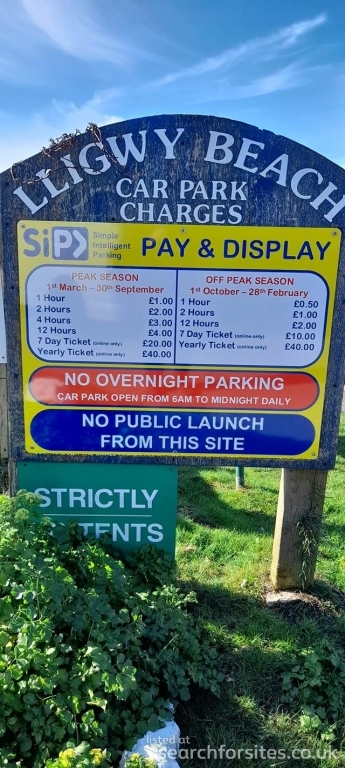 LLIGWY BEACH
CAR PARK
CHARGES
SiP Simple
Intelligent
Parking
PAY & DISPLAY
PEAK SEASON
1st March – 30th September
1 Hour £1.00
2 Hours £2.00
4 Hours £3.00
12 Hours £4.00
7 Day Ticket (online only) £20.00
Yearly Ticket (online only) £40.00
OFF PEAK SEASON
1st October – 28th February
1 Hour £0.50
2 Hours £1.00
12 Hours £2.00
7 Day Ticket (online only) £10.00
Yearly Ticket (online only) £40.00
NO OVERNIGHT PARKING
CAR PARK OPEN FROM 6AM TO MIDNIGHT DAILY
NO PUBLIC LAUNCH
FROM THIS SITE
STRICTLY
TENTS
listed at
searchforsites.co.uk